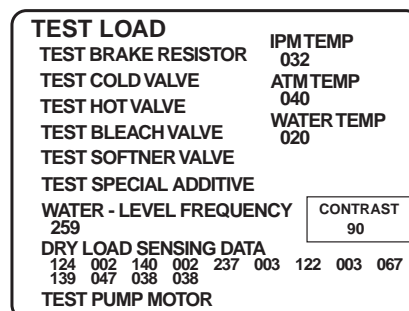 TEST LOAD
TEST BRAKE RESISTOR
IPM TEMP
032
TEST COLD VALVE
ATM TEMP
040
TEST HOT VALVE
WATER TEMP
020
TEST BLEACH VALVE
TEST SOFTNER VALVE
TEST SPECIAL ADDITIVE
WATER - LEVEL FREQUENCY
259
CONTRAST
90
DRY LOAD SENSING DATA
124 002 140 002 237 003 122 003 067
139 047 038 038
TEST PUMP MOTOR